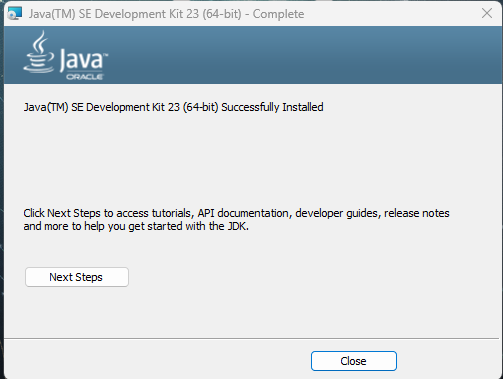 Java(TM) SE Development Kit 23 (64-bit) - Complete
Java™
ORACLE
Java(TM) SE Development Kit 23 (64-bit) Successfully Installed
Click Next Steps to access tutorials, API documentation, developer guides, release notes
and more to help you get started with the JDK.
Next Steps
Close